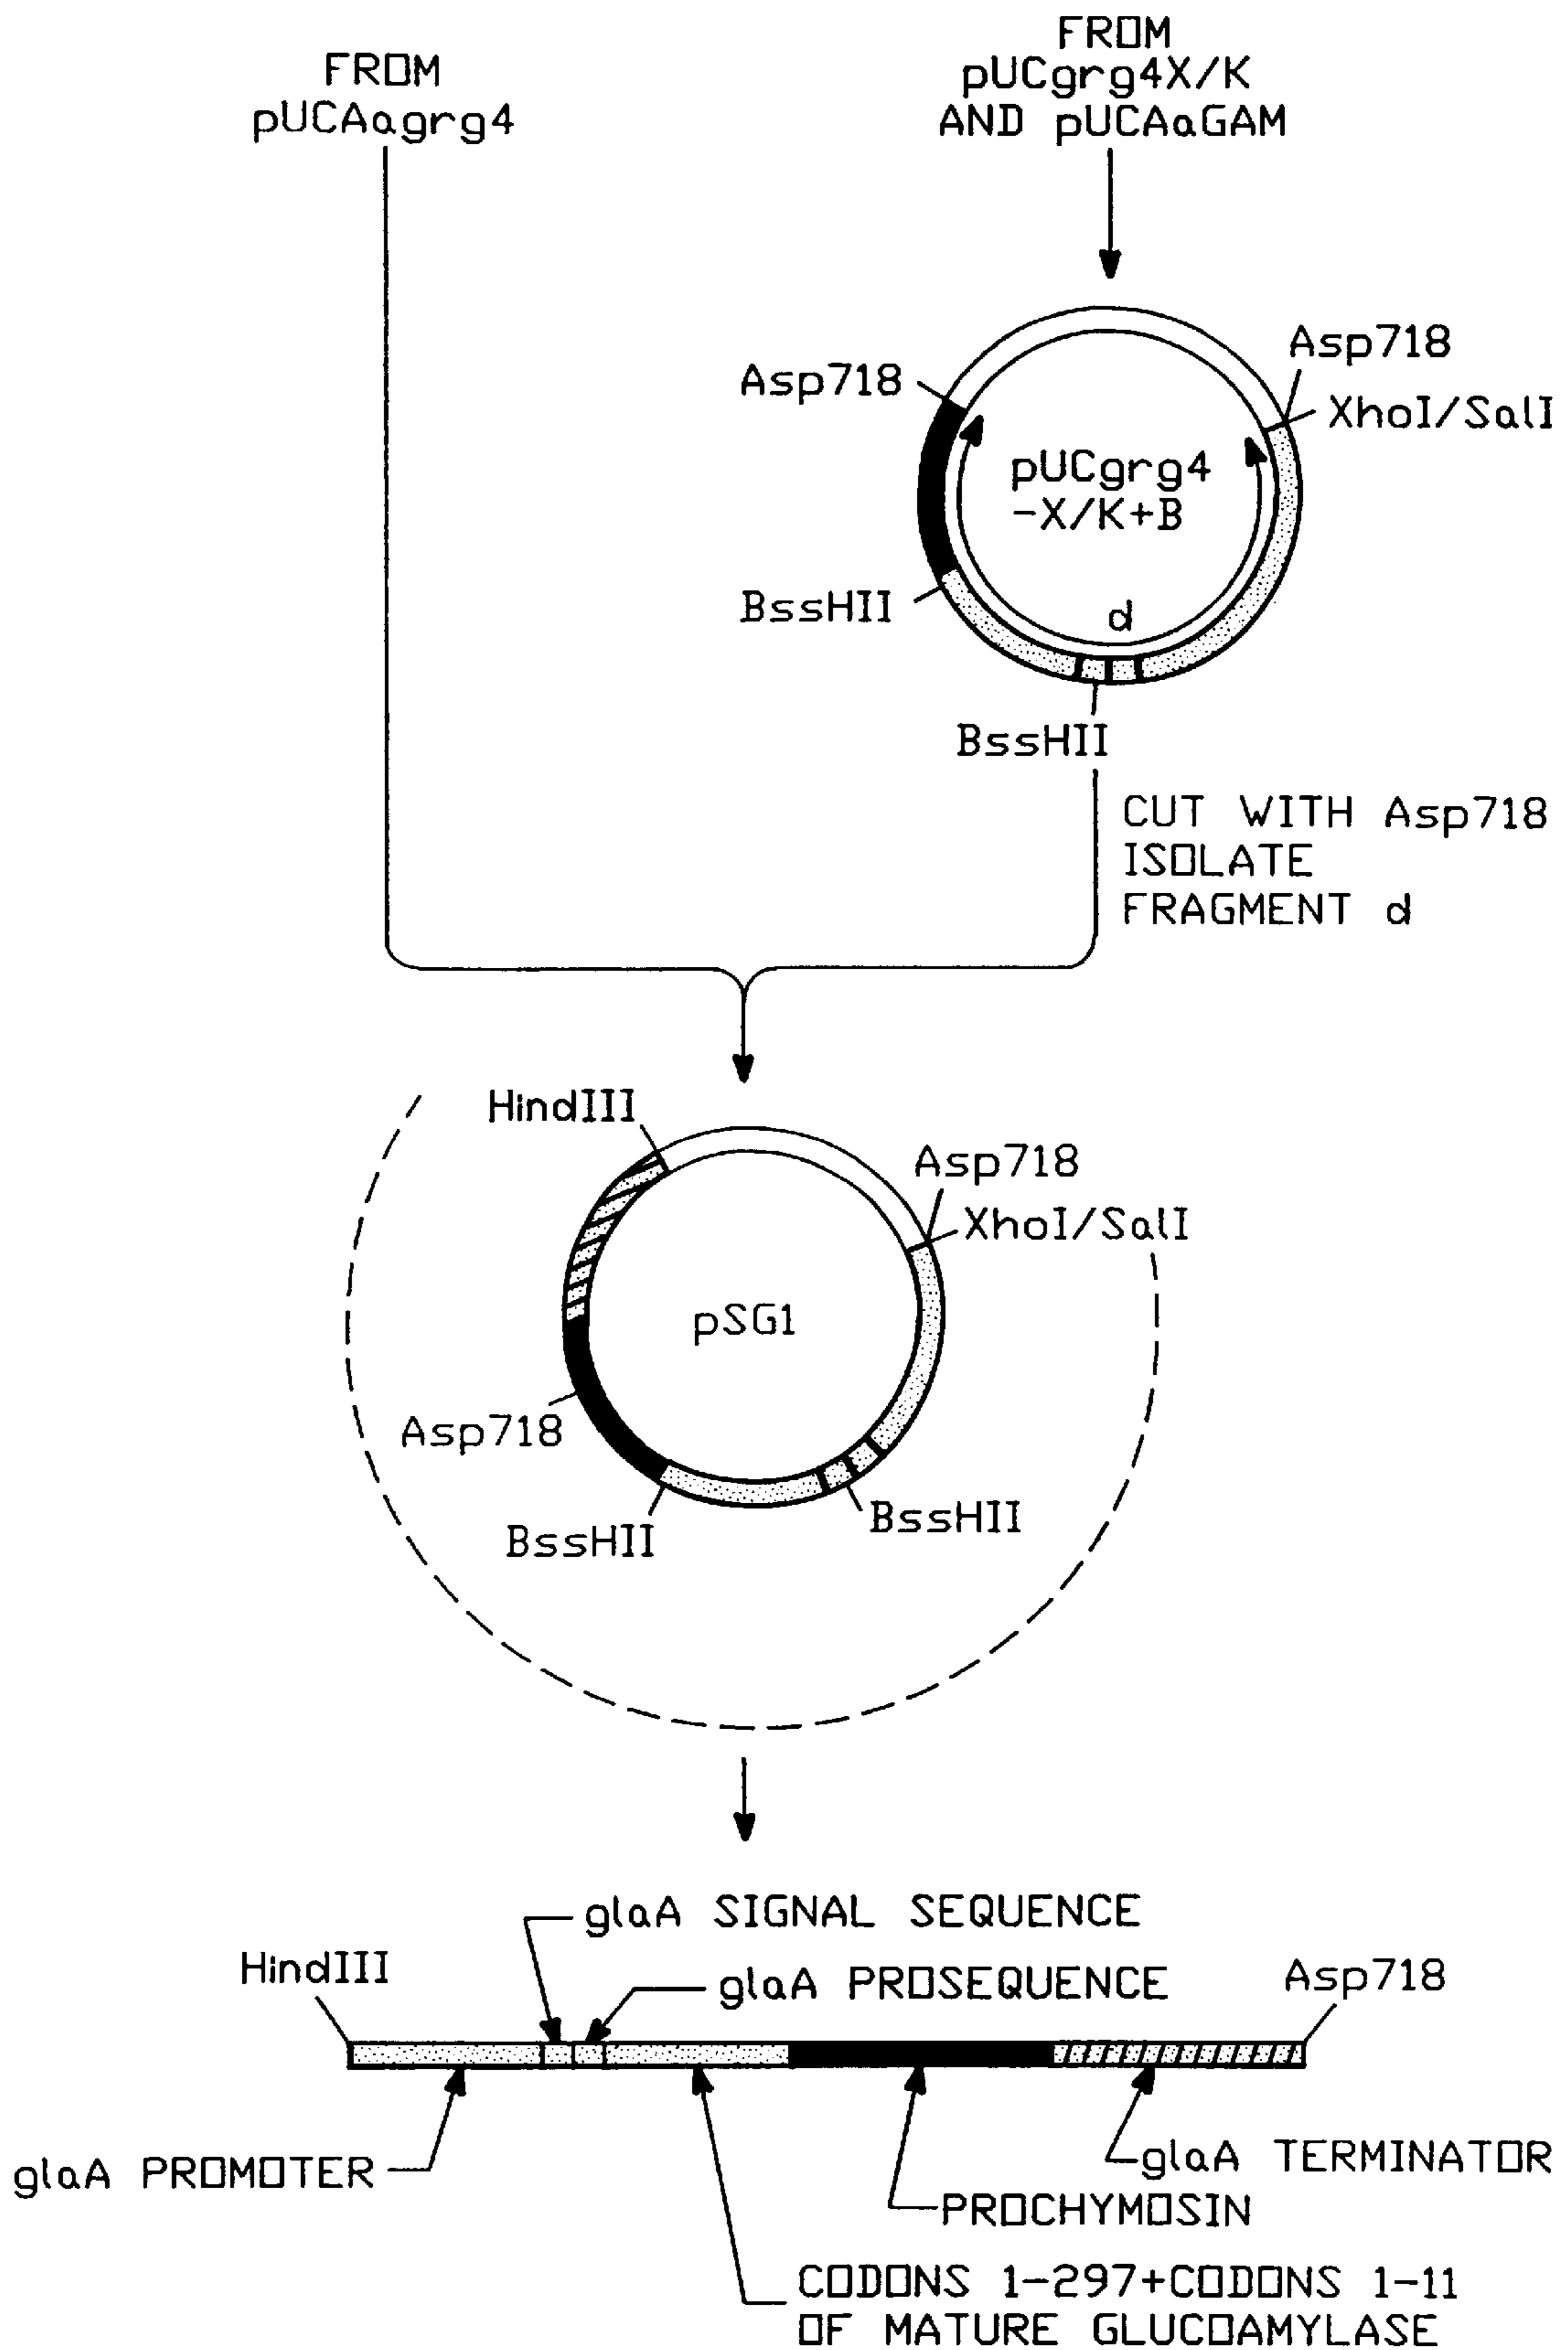 FROM
pUCAagrg4
FROM
pUCgrg4X/K
AND pUCAaGAM
Asp718
Asp718
XhoI/SalI
pUCgrg4
-X/K+B
BssHII
d
BssHII
CUT WITH Asp718
ISOLATE
FRAGMENT d
HindIII
Asp718
XhoI/SalI
pSG1
Asp718
BssHII
BssHII
glaA SIGNAL SEQUENCE
HindIII
glaA PROSEQUENCE
Asp718
glaA PROMOTER
glaA TERMINATOR
PROCHYMOSIN
CODONS 1-297+CODONS 1-11
OF MATURE GLUCOAMYLASE